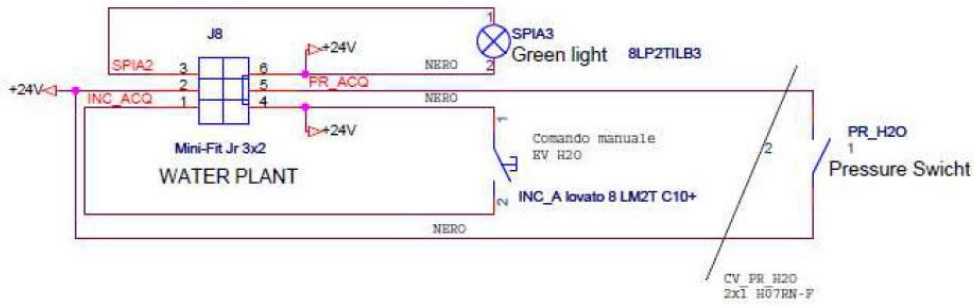 J8
1
SPIA3
8LP2TILB3
Green light
2
+24V
NERO
SPIA2
3
6
+24V
2
5
PR_ACQ
INC_ACQ
1
4
NERO
+24V
1
Comando manuale
EV H2O
2
PR_H2O
1
Pressure Swicht
Mini-Fit Jr 3x2
WATER PLANT
INC_A lovato 8 LM2T C10+
2
NERO
CV_PR_H2O
2x1 H07RN-F